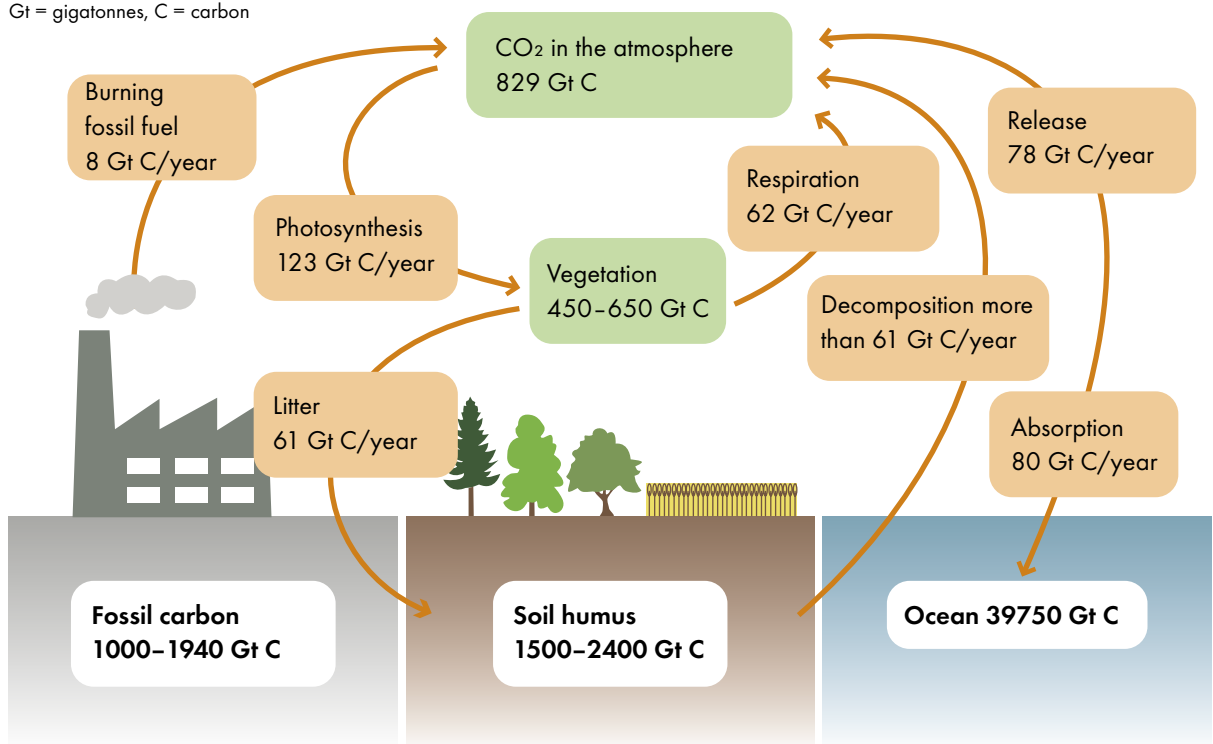 Gt = gigatonnes, C = carbon
CO₂ in the atmosphere
829 Gt C
Burning
fossil fuel
8 Gt C/year
Release
78 Gt C/year
Respiration
62 Gt C/year
Photosynthesis
123 Gt C/year
Vegetation
450–650 Gt C
Decomposition more
than 61 Gt C/year
Litter
61 Gt C/year
Absorption
80 Gt C/year
Fossil carbon
1000–1940 Gt C
Soil humus
1500–2400 Gt C
Ocean 39750 Gt C